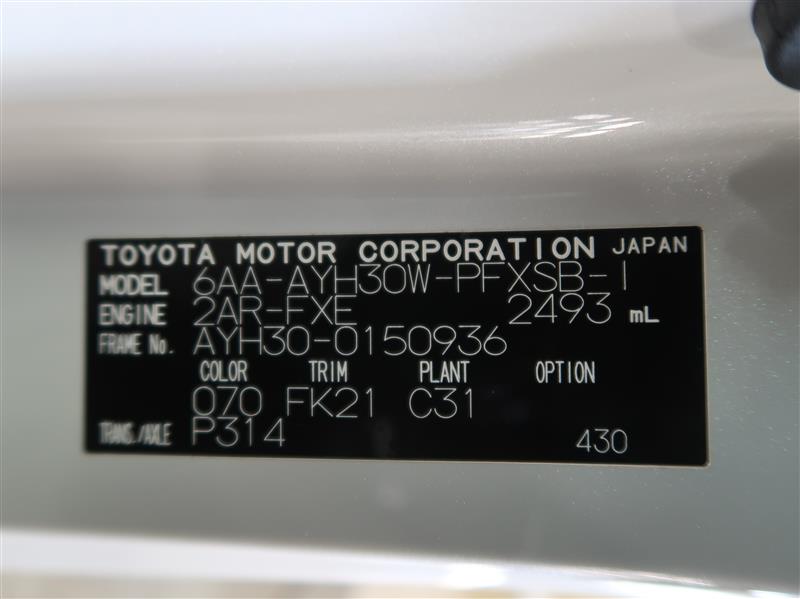 TOYOTA MOTOR CORPORATION JAPAN
MODEL 6AA-AYH30W-PFXSB-I
ENGINE 2AR-FXE 2493 mL
FRAME No. AYH30-0150936
COLOR TRIM PLANT OPTION
070 FK21 C31
TRANS./AXLE P314 430